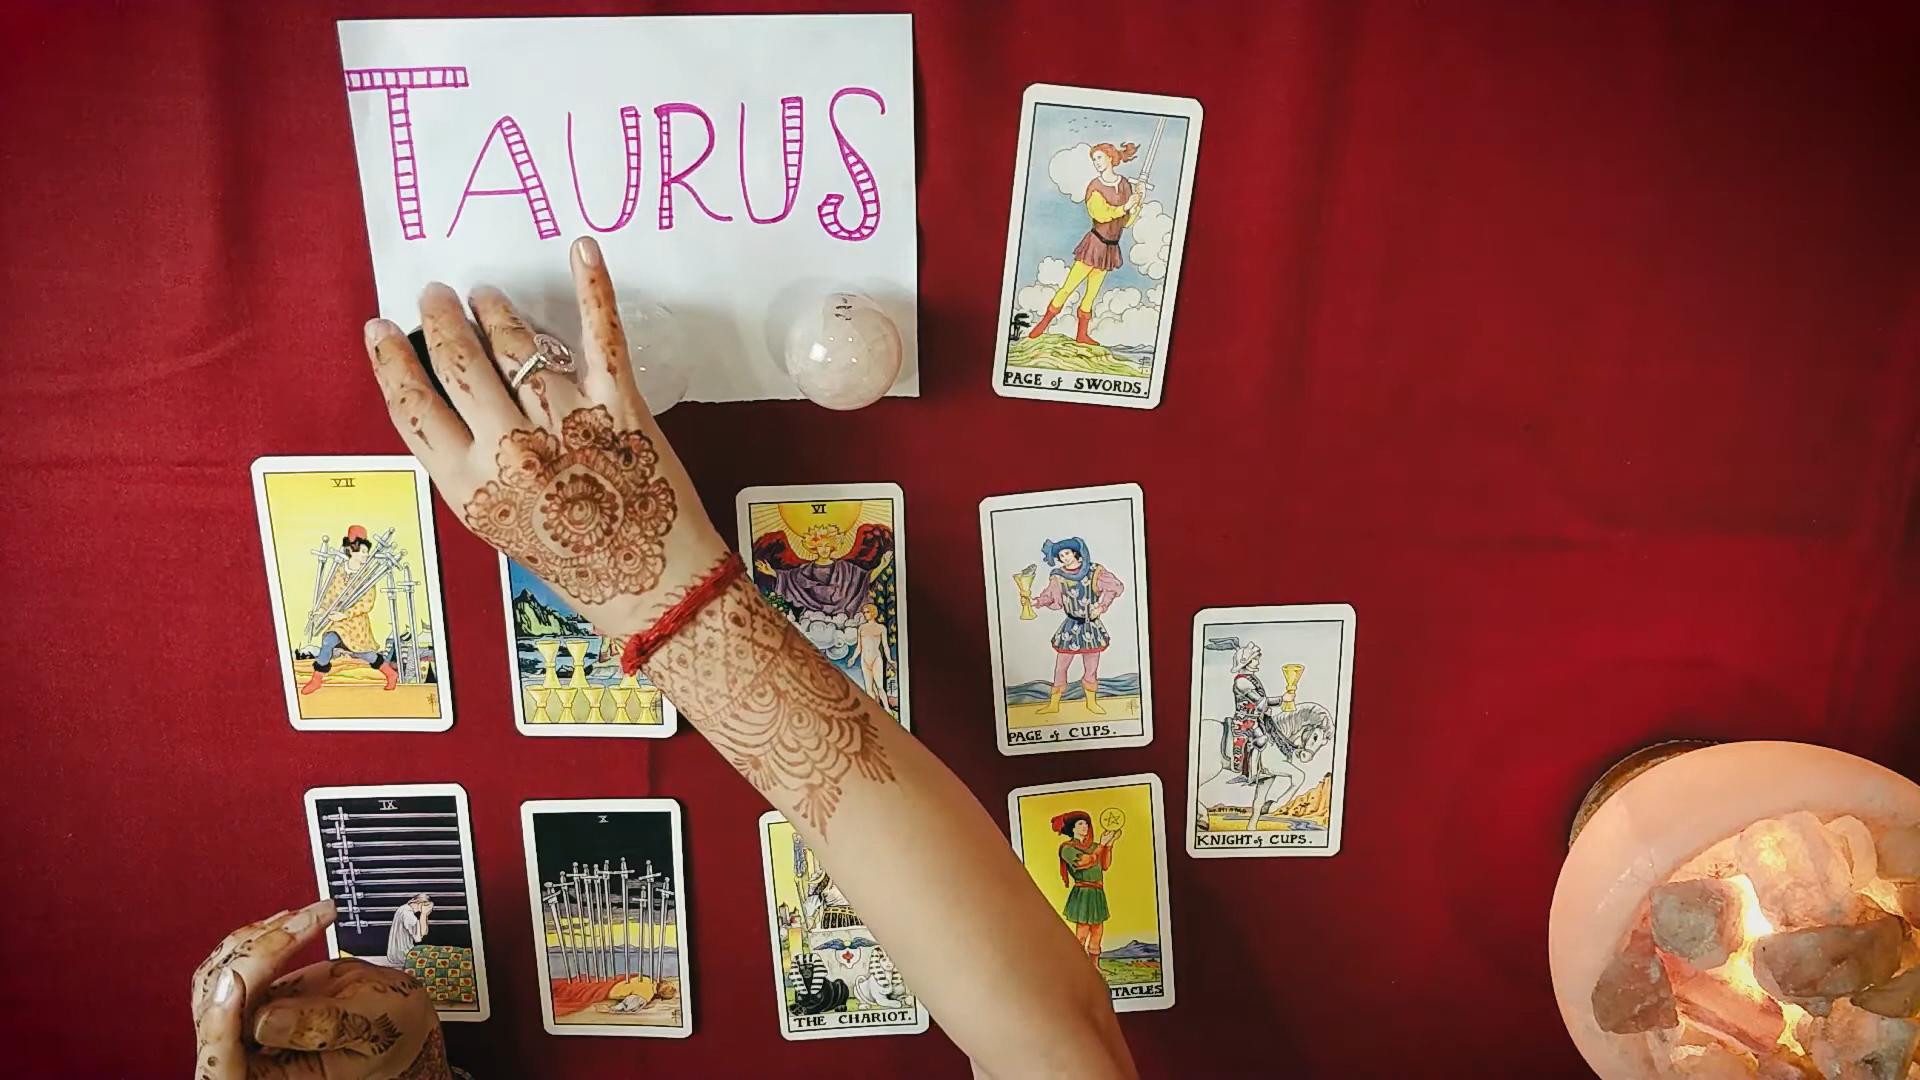 TAURUS
PAGE of SWORDS.
VII
VI
PAGE of CUPS.
KNIGHT of CUPS.
IX
X
THE CHARIOT.
TACLES